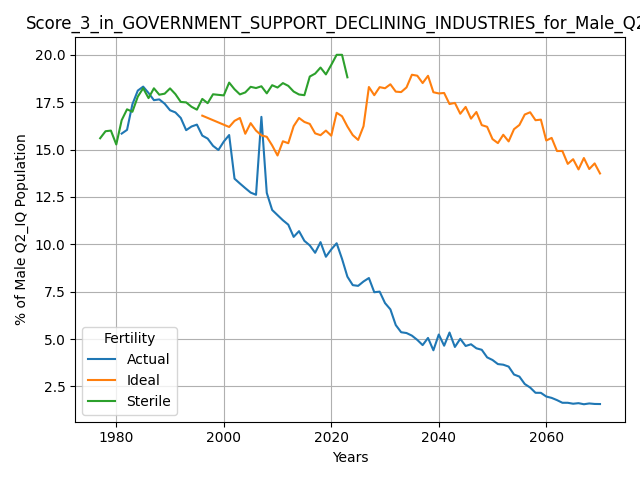 Score_3_in_GOVERNMENT_SUPPORT_DECLINING_INDUSTRIES_for_Male_Q2
20.0
17.5
15.0
12.5
10.0
7.5
5.0
2.5
% of Male Q2_IQ Population
Fertility
Actual
Ideal
Sterile
1980 2000 2020 2040 2060
Years